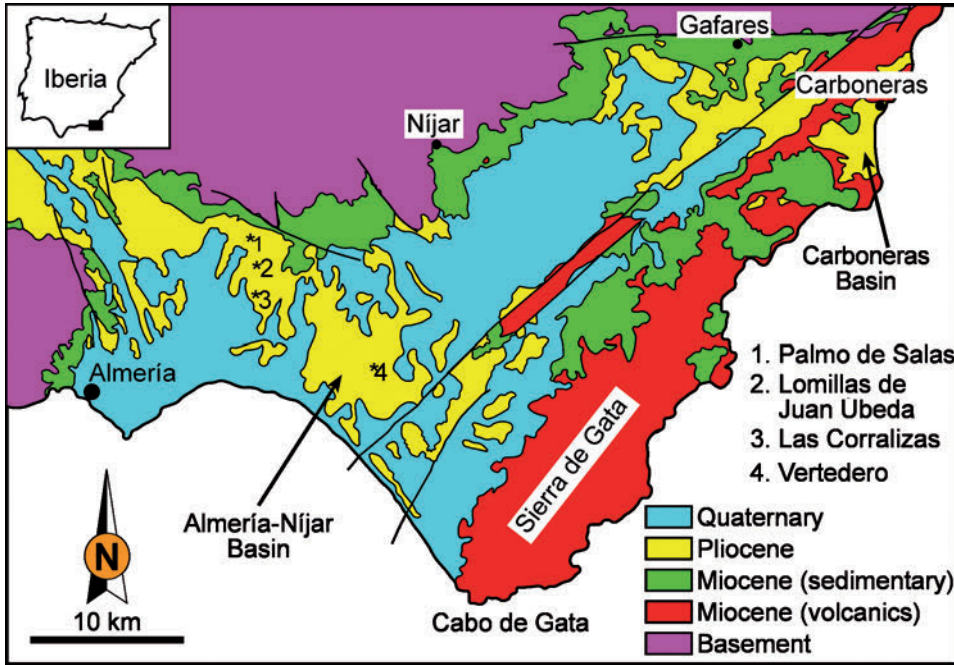 Iberia
Gafares
Carboneras
Níjar
Carboneras
Basin
*1
*2
*3
*4
Almería
Almería-Níjar
Basin
Sierra de Gata
Cabo de Gata
N
10 km
1. Palmo de Salas
2. Lomillas de
Juan Úbeda
3. Las Corralizas
4. Vertedero
Quaternary
Pliocene
Miocene (sedimentary)
Miocene (volcanics)
Basement